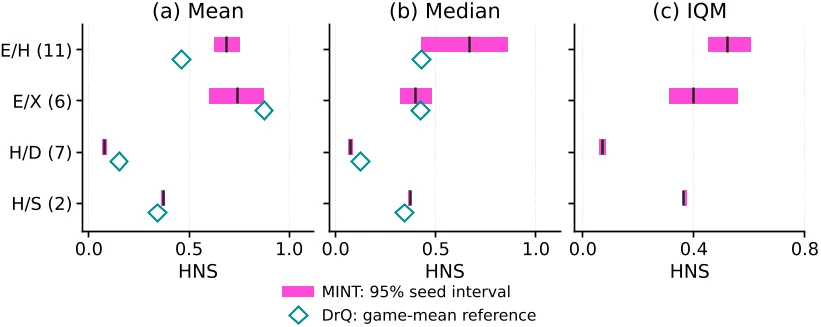 (a) Mean
(b) Median
(c) IQM
E/H (11)
E/X (6)
H/D (7)
H/S (2)
0.0 0.5 1.0
0.0 0.5 1.0
0.0 0.4 0.8
HNS
HNS
HNS
MINT: 95% seed interval
DrQ: game-mean reference